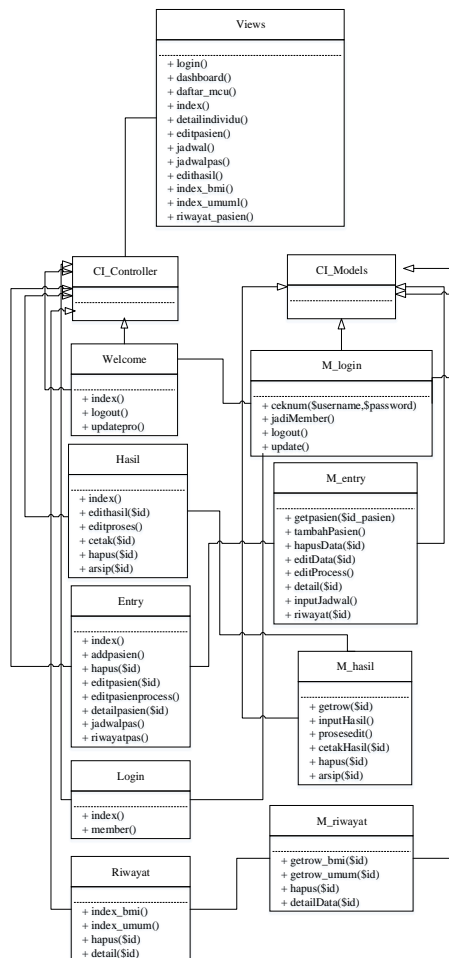 Views
+ login()
+ dashboard()
+ daftar_mcu()
+ index()
+ detailindividu()
+ editpasien()
+ jadwal()
+ jadwalpas()
+ edithasil()
+ index_bmi()
+ index_umuml()
+ riwayat_pasien()
CI_Controller
CI_Models
Welcome
+ index()
+ logout()
+ updatepro()
M_login
+ ceknum($username,$password)
+ jadiMember()
+ logout()
+ update()
Hasil
+ index()
+ edithasil($id)
+ editproses()
+ cetak($id)
+ hapus($id)
+ arsip($id)
M_entry
+ getpasien($id_pasien)
+ tambahPasien()
+ hapusData($id)
+ editData($id)
+ editProcess()
+ detail($id)
+ inputJadwal()
+ riwayat($id)
Entry
+ index()
+ addpasien()
+ hapus($id)
+ editpasien($id)
+ editpasienprocess()
+ detailpasien($id)
+ jadwalpas()
+ riwayatpas()
M_hasil
+ getrow($id)
+ inputHasil()
+ prosesedit()
+ cetakHasil($id)
+ hapus($id)
+ arsip($id)
Login
+ index()
+ member()
M_riwayat
+ getrow_bmi($id)
+ getrow_umum($id)
+ hapus($id)
+ detailData($id)
Riwayat
+ index_bmi()
+ index_umum()
+ hapus($id)
+ detail($id)